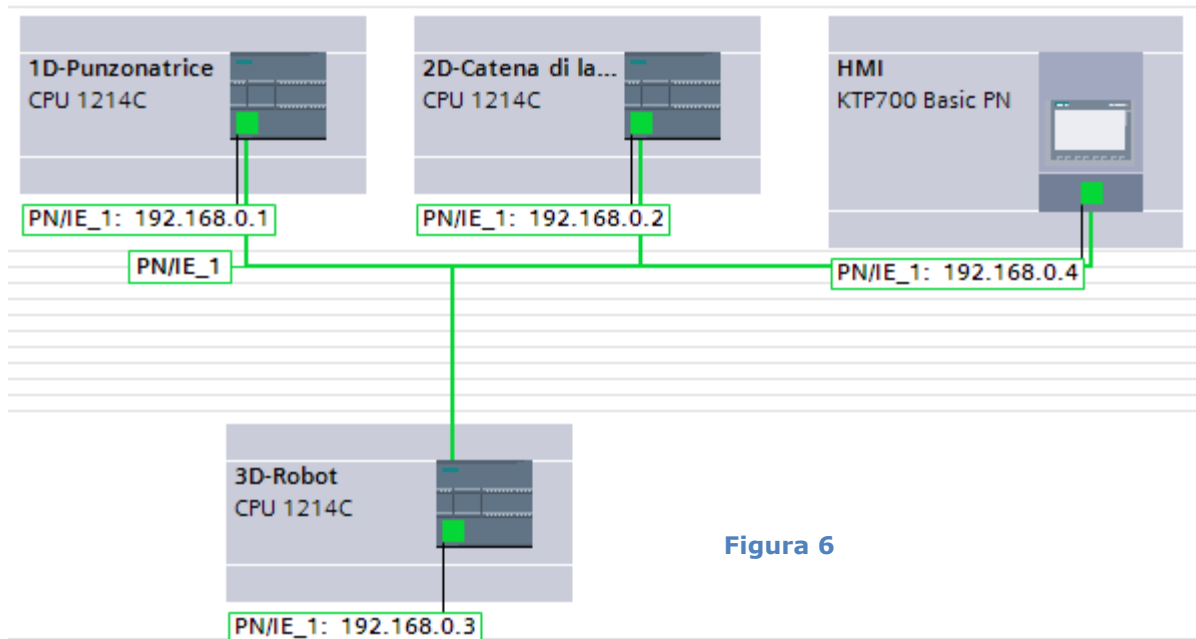 1D-Punzonatrice
CPU 1214C
2D-Catena di la...
CPU 1214C
HMI
KTP700 Basic PN
PN/IE_1: 192.168.0.1
PN/IE_1: 192.168.0.2
PN/IE_1
PN/IE_1: 192.168.0.4
3D-Robot
CPU 1214C
Figura 6
PN/IE_1: 192.168.0.3